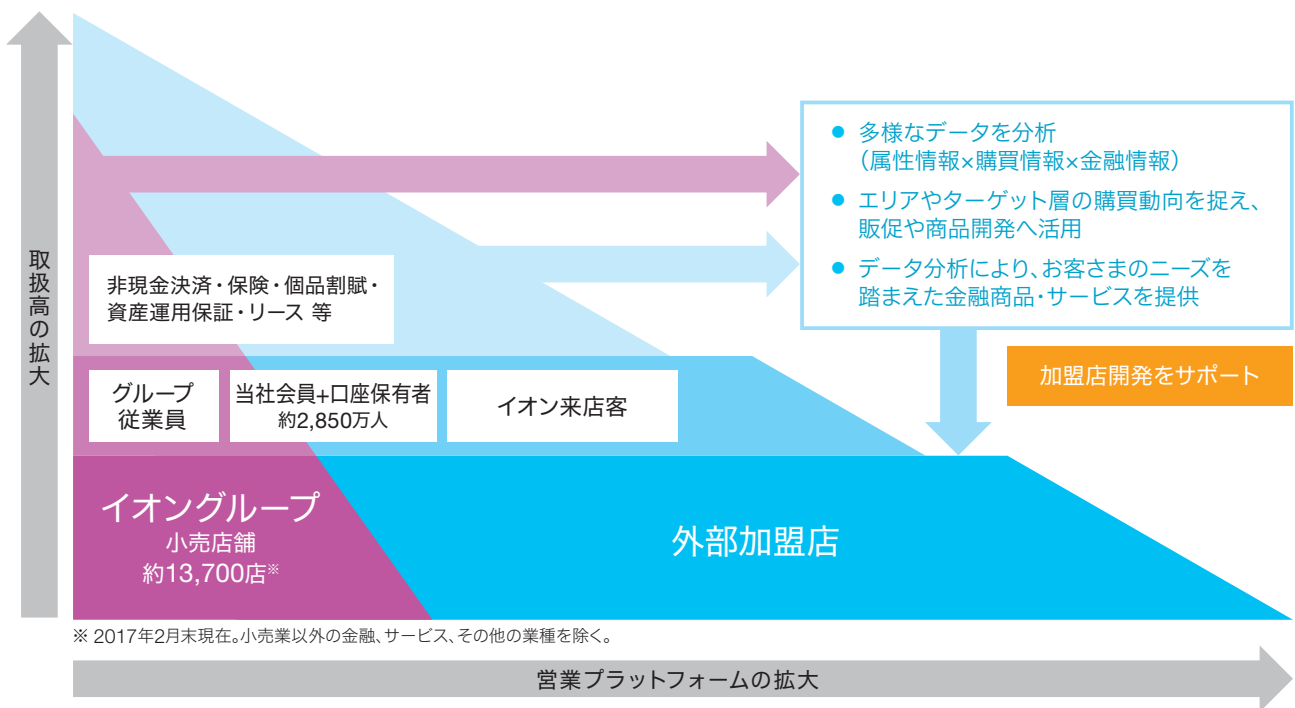 取扱高の拡大
● 多様なデータを分析
（属性情報×購買情報×金融情報）
● エリアやターゲット層の購買動向を捉え、
販促や商品開発へ活用
● データ分析により、お客さまのニーズを
踏まえた金融商品・サービスを提供
非現金決済・保険・個品割賦・
資産運用保証・リース 等
加盟店開発をサポート
グループ
従業員
当社会員+口座保有者
約2,850万人
イオン来店客
イオングループ
小売店舗
約13,700店※
外部加盟店
※ 2017年2月末現在。小売業以外の金融、サービス、その他の業種を除く。
営業プラットフォームの拡大